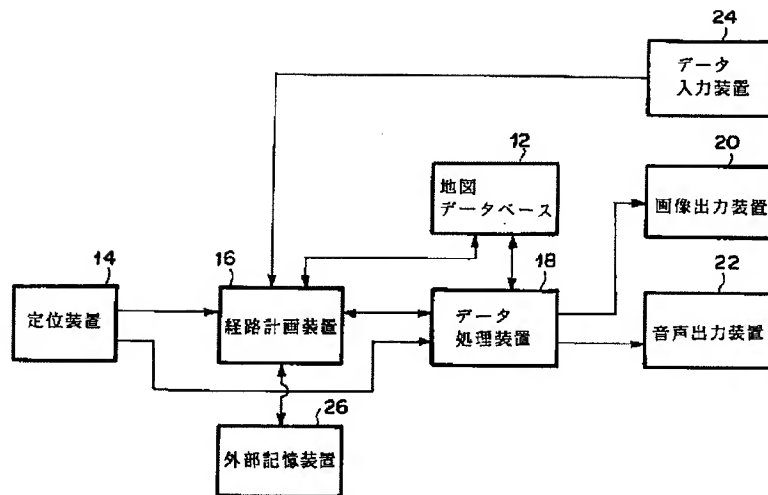 24
データ
入力装置
12
地図
データベース
20
画像出力装置
14
定位装置
16
経路計画装置
18
データ
処理装置
22
音声出力装置
26
外部記憶装置